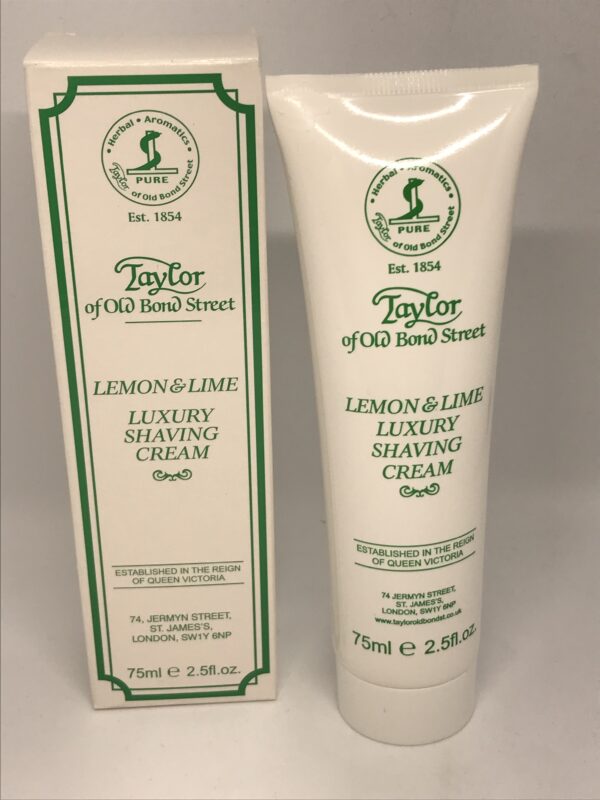 Herbal • Aromatics
PURE
Taylor of Old Bond Street
Est. 1854
Taylor
of Old Bond Street
LEMON & LIME
LUXURY
SHAVING
CREAM
ESTABLISHED IN THE REIGN
OF QUEEN VICTORIA
74, JERMYN STREET,
ST. JAMES'S,
LONDON, SW1Y 6NP
75ml e 2.5fl.oz.
Herbal • Aromatics
PURE
Taylor of Old Bond Street
Est. 1854
Taylor
of Old Bond Street
LEMON & LIME
LUXURY
SHAVING
CREAM
ESTABLISHED IN THE REIGN
OF QUEEN VICTORIA
74 JERMYN STREET,
ST. JAMES'S,
LONDON, SW1Y 6NP
www.tayloroldbondst.co.uk
75ml e 2.5fl.oz.